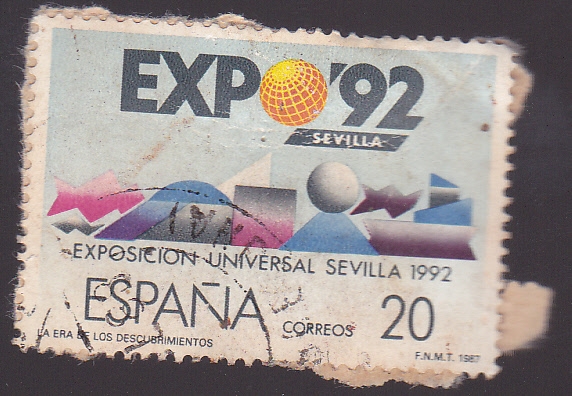 EXPO'92
SEVILLA
EXPOSICION UNIVERSAL SEVILLA 1992
ESPAÑA CORREOS 20
LA ERA DE LOS DESCUBRIMIENTOS
F.N.M.T. 1987